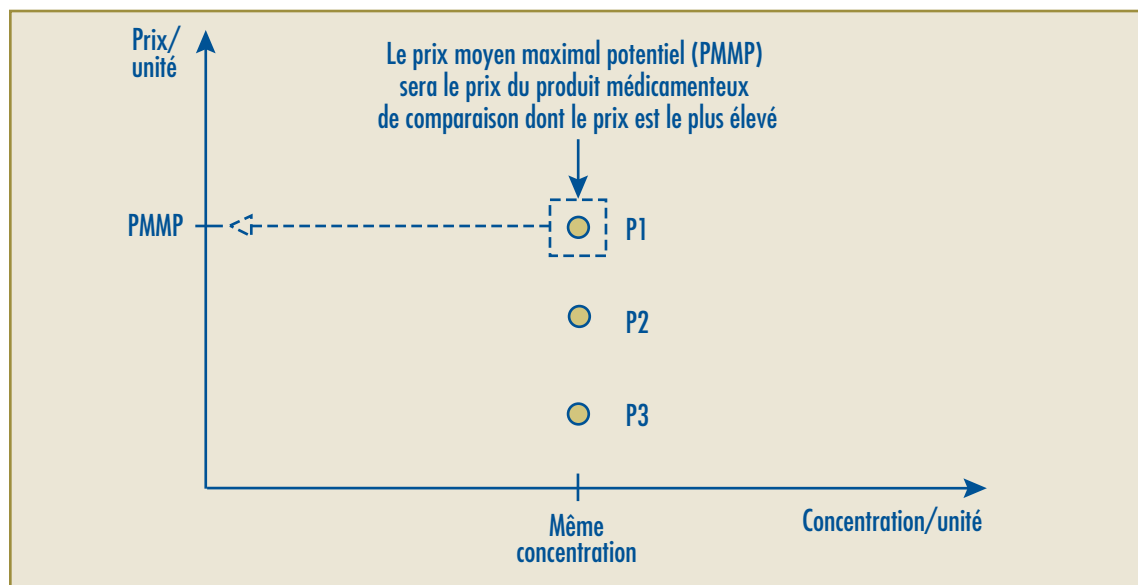 Prix/
unité
Le prix moyen maximal potentiel (PMMP)
sera le prix du produit médicamenteux
de comparaison dont le prix est le plus élevé
PMMP
P1
P2
P3
Même
concentration
Concentration/unité